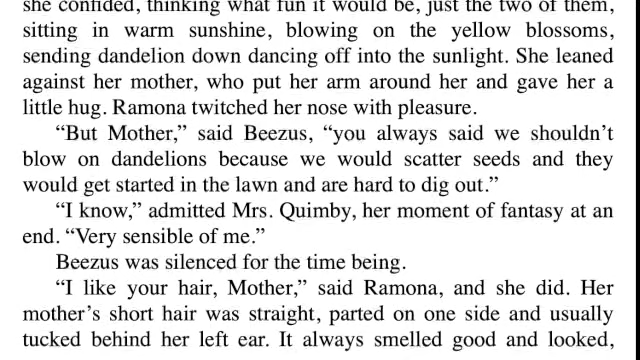 she confided, thinking what fun it would be, just the two of them,
sitting in warm sunshine, blowing on the yellow blossoms,
sending dandelion down dancing off into the sunlight. She leaned
against her mother, who put her arm around her and gave her a
little hug. Ramona twitched her nose with pleasure.
“But Mother,” said Beezus, “you always said we shouldn’t
blow on dandelions because we would scatter seeds and they
would get started in the lawn and are hard to dig out.”
“I know,” admitted Mrs. Quimby, her moment of fantasy at an
end. “Very sensible of me.”
Beezus was silenced for the time being.
“I like your hair, Mother,” said Ramona, and she did. Her
mother’s short hair was straight, parted on one side and usually
tucked behind her left ear. It always smelled good and looked,